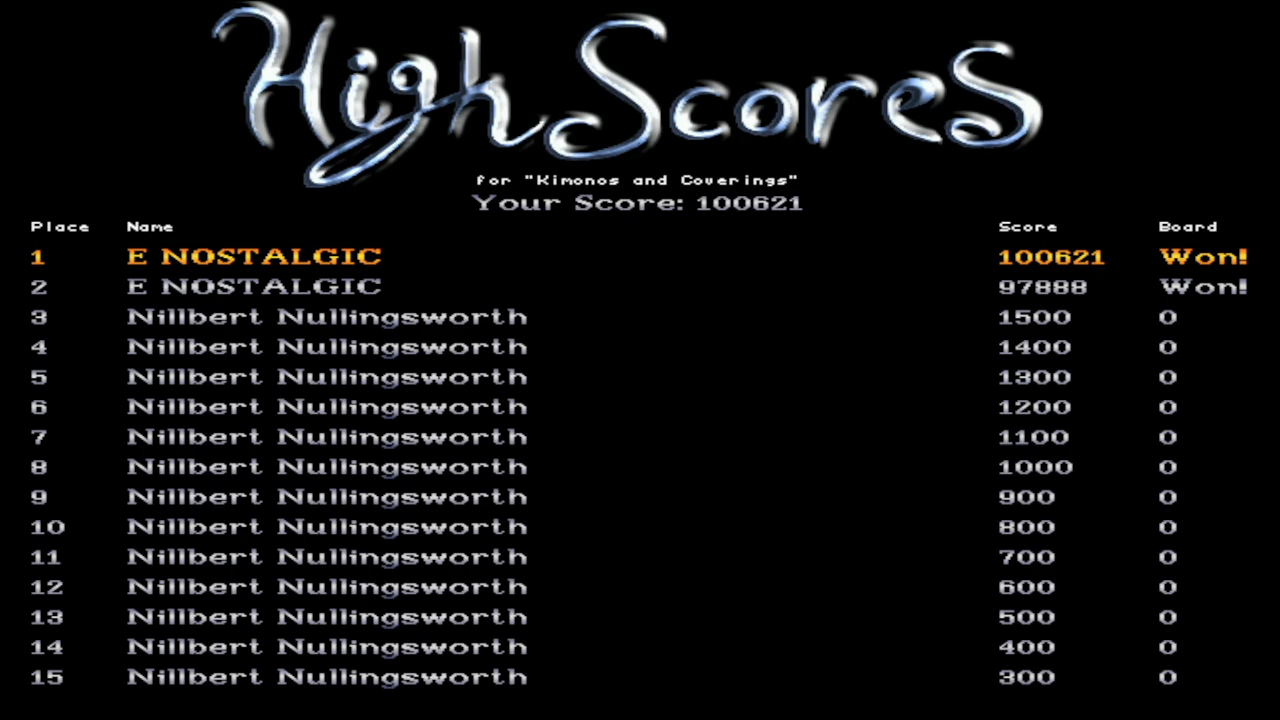 High Scores
for "Kimonos and Coverings"
Your Score: 100621
Place Name Score Board
1 E NOSTALGIC 100621 Won!
2 E NOSTALGIC 97888 Won!
3 Nillbert Nullingsworth 1500 0
4 Nillbert Nullingsworth 1400 0
5 Nillbert Nullingsworth 1300 0
6 Nillbert Nullingsworth 1200 0
7 Nillbert Nullingsworth 1100 0
8 Nillbert Nullingsworth 1000 0
9 Nillbert Nullingsworth 900 0
10 Nillbert Nullingsworth 800 0
11 Nillbert Nullingsworth 700 0
12 Nillbert Nullingsworth 600 0
13 Nillbert Nullingsworth 500 0
14 Nillbert Nullingsworth 400 0
15 Nillbert Nullingsworth 300 0